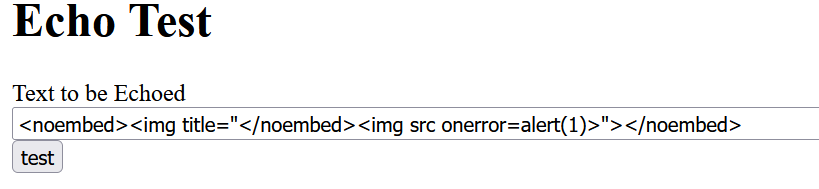 Echo Test
Text to be Echoed
<noembed><img title="</noembed><img src onerror=alert(1)>"></noembed>
test